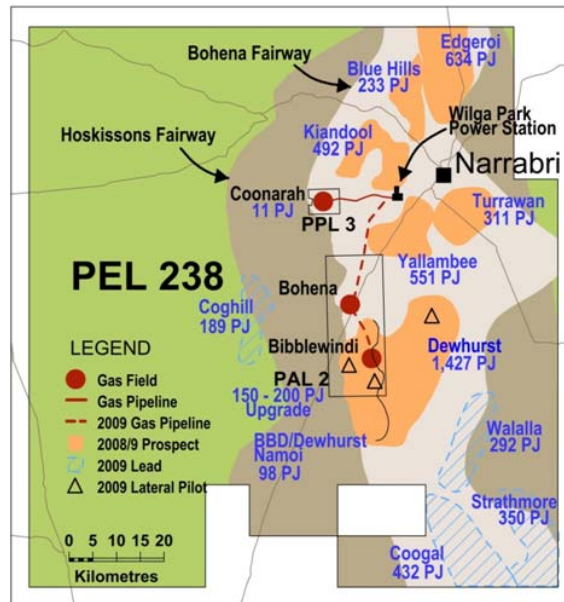 Edgeroi
634 PJ
Bohena Fairway
Blue Hills
233 PJ
Wilga Park
Power Station
Hoskissons Fairway
Kiandool
492 PJ
Narrabri
Coonarah
11 PJ
PPL 3
Turrawan
311 PJ
PEL 238
Yallambee
551 PJ
Coghill
189 PJ
Bohena
LEGEND
Gas Field
Gas Pipeline
2009 Gas Pipeline
2008/9 Prospect
2009 Lead
2009 Lateral Pilot
Bibblewindi
PAL 2
150 - 200 PJ
Upgrade
Dewhurst
1,427 PJ
BBD/Dewhurst
Namoi
98 PJ
Walalla
292 PJ
Strathmore
350 PJ
Coogal
432 PJ
0 5 10 15 20
Kilometres